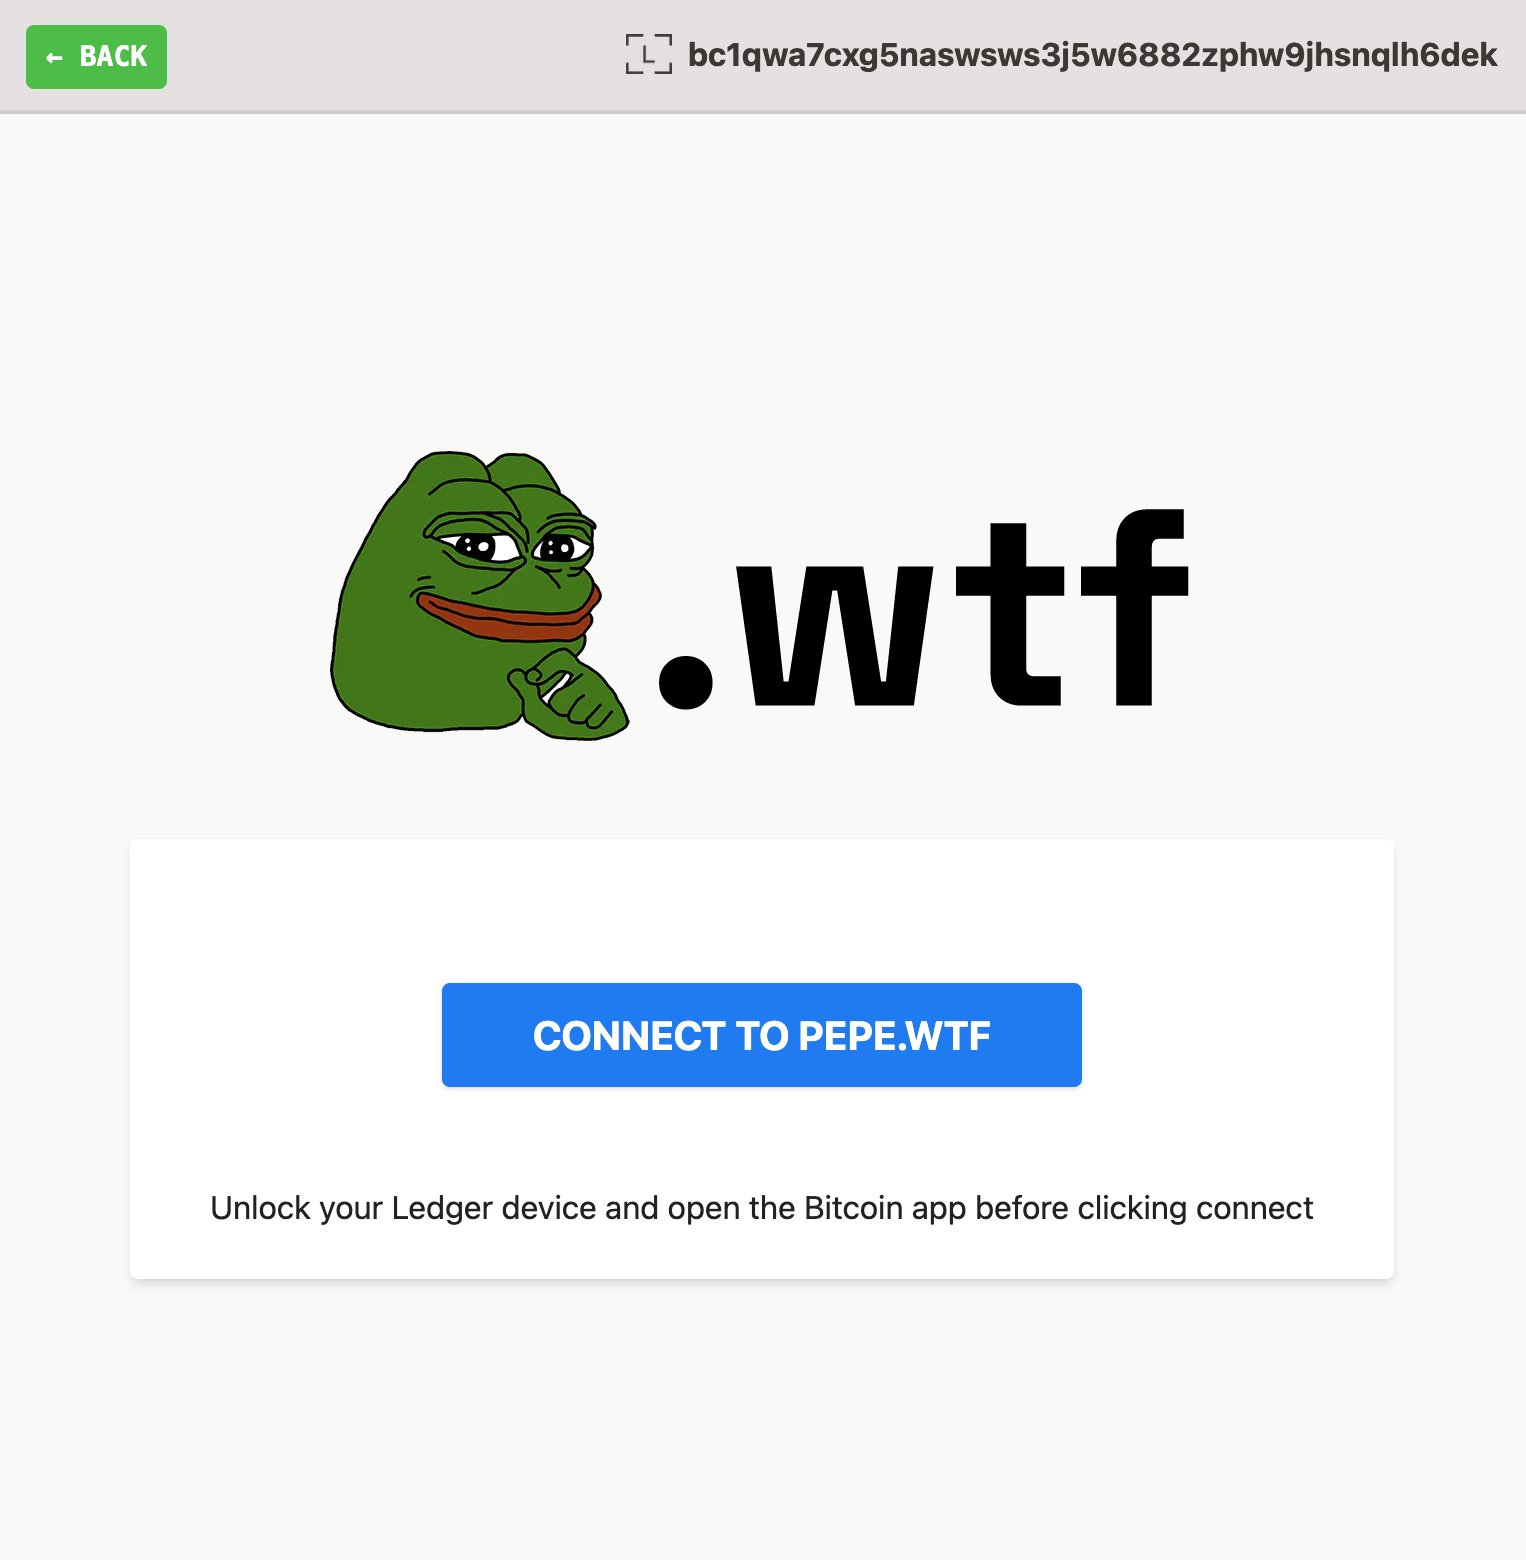 ← BACK
bc1qwa7cxg5naswsws3j5w6882zphw9jhsnqlh6dek
.wtf
CONNECT TO PEPE.WTF
Unlock your Ledger device and open the Bitcoin app before clicking connect